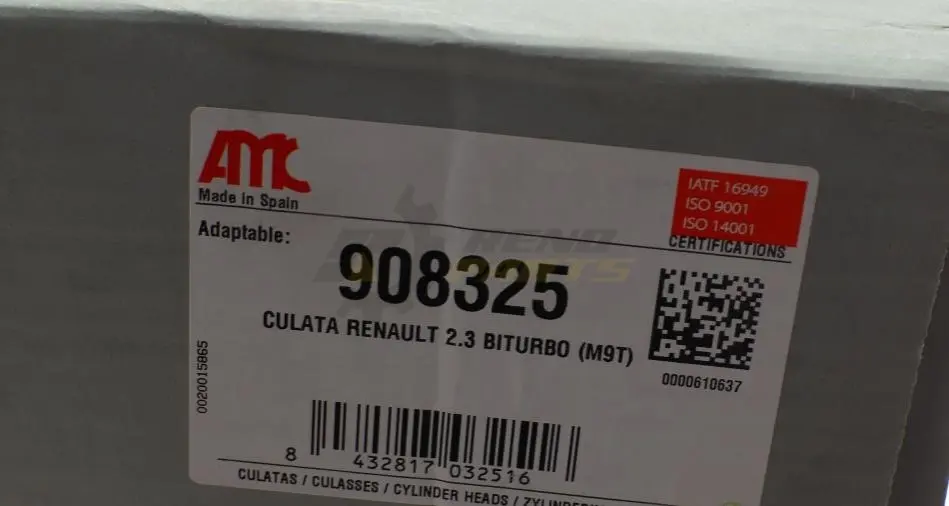 AMC
Made in Spain
IATF 16949
ISO 9001
ISO 14001
CERTIFICATIONS
Adaptable:
908325
CULATA RENAULT 2.3 BITURBO (M9T)
0000610637
0020015865
8 432817 032516
CULATAS / CULASSES / CYLINDER HEADS /